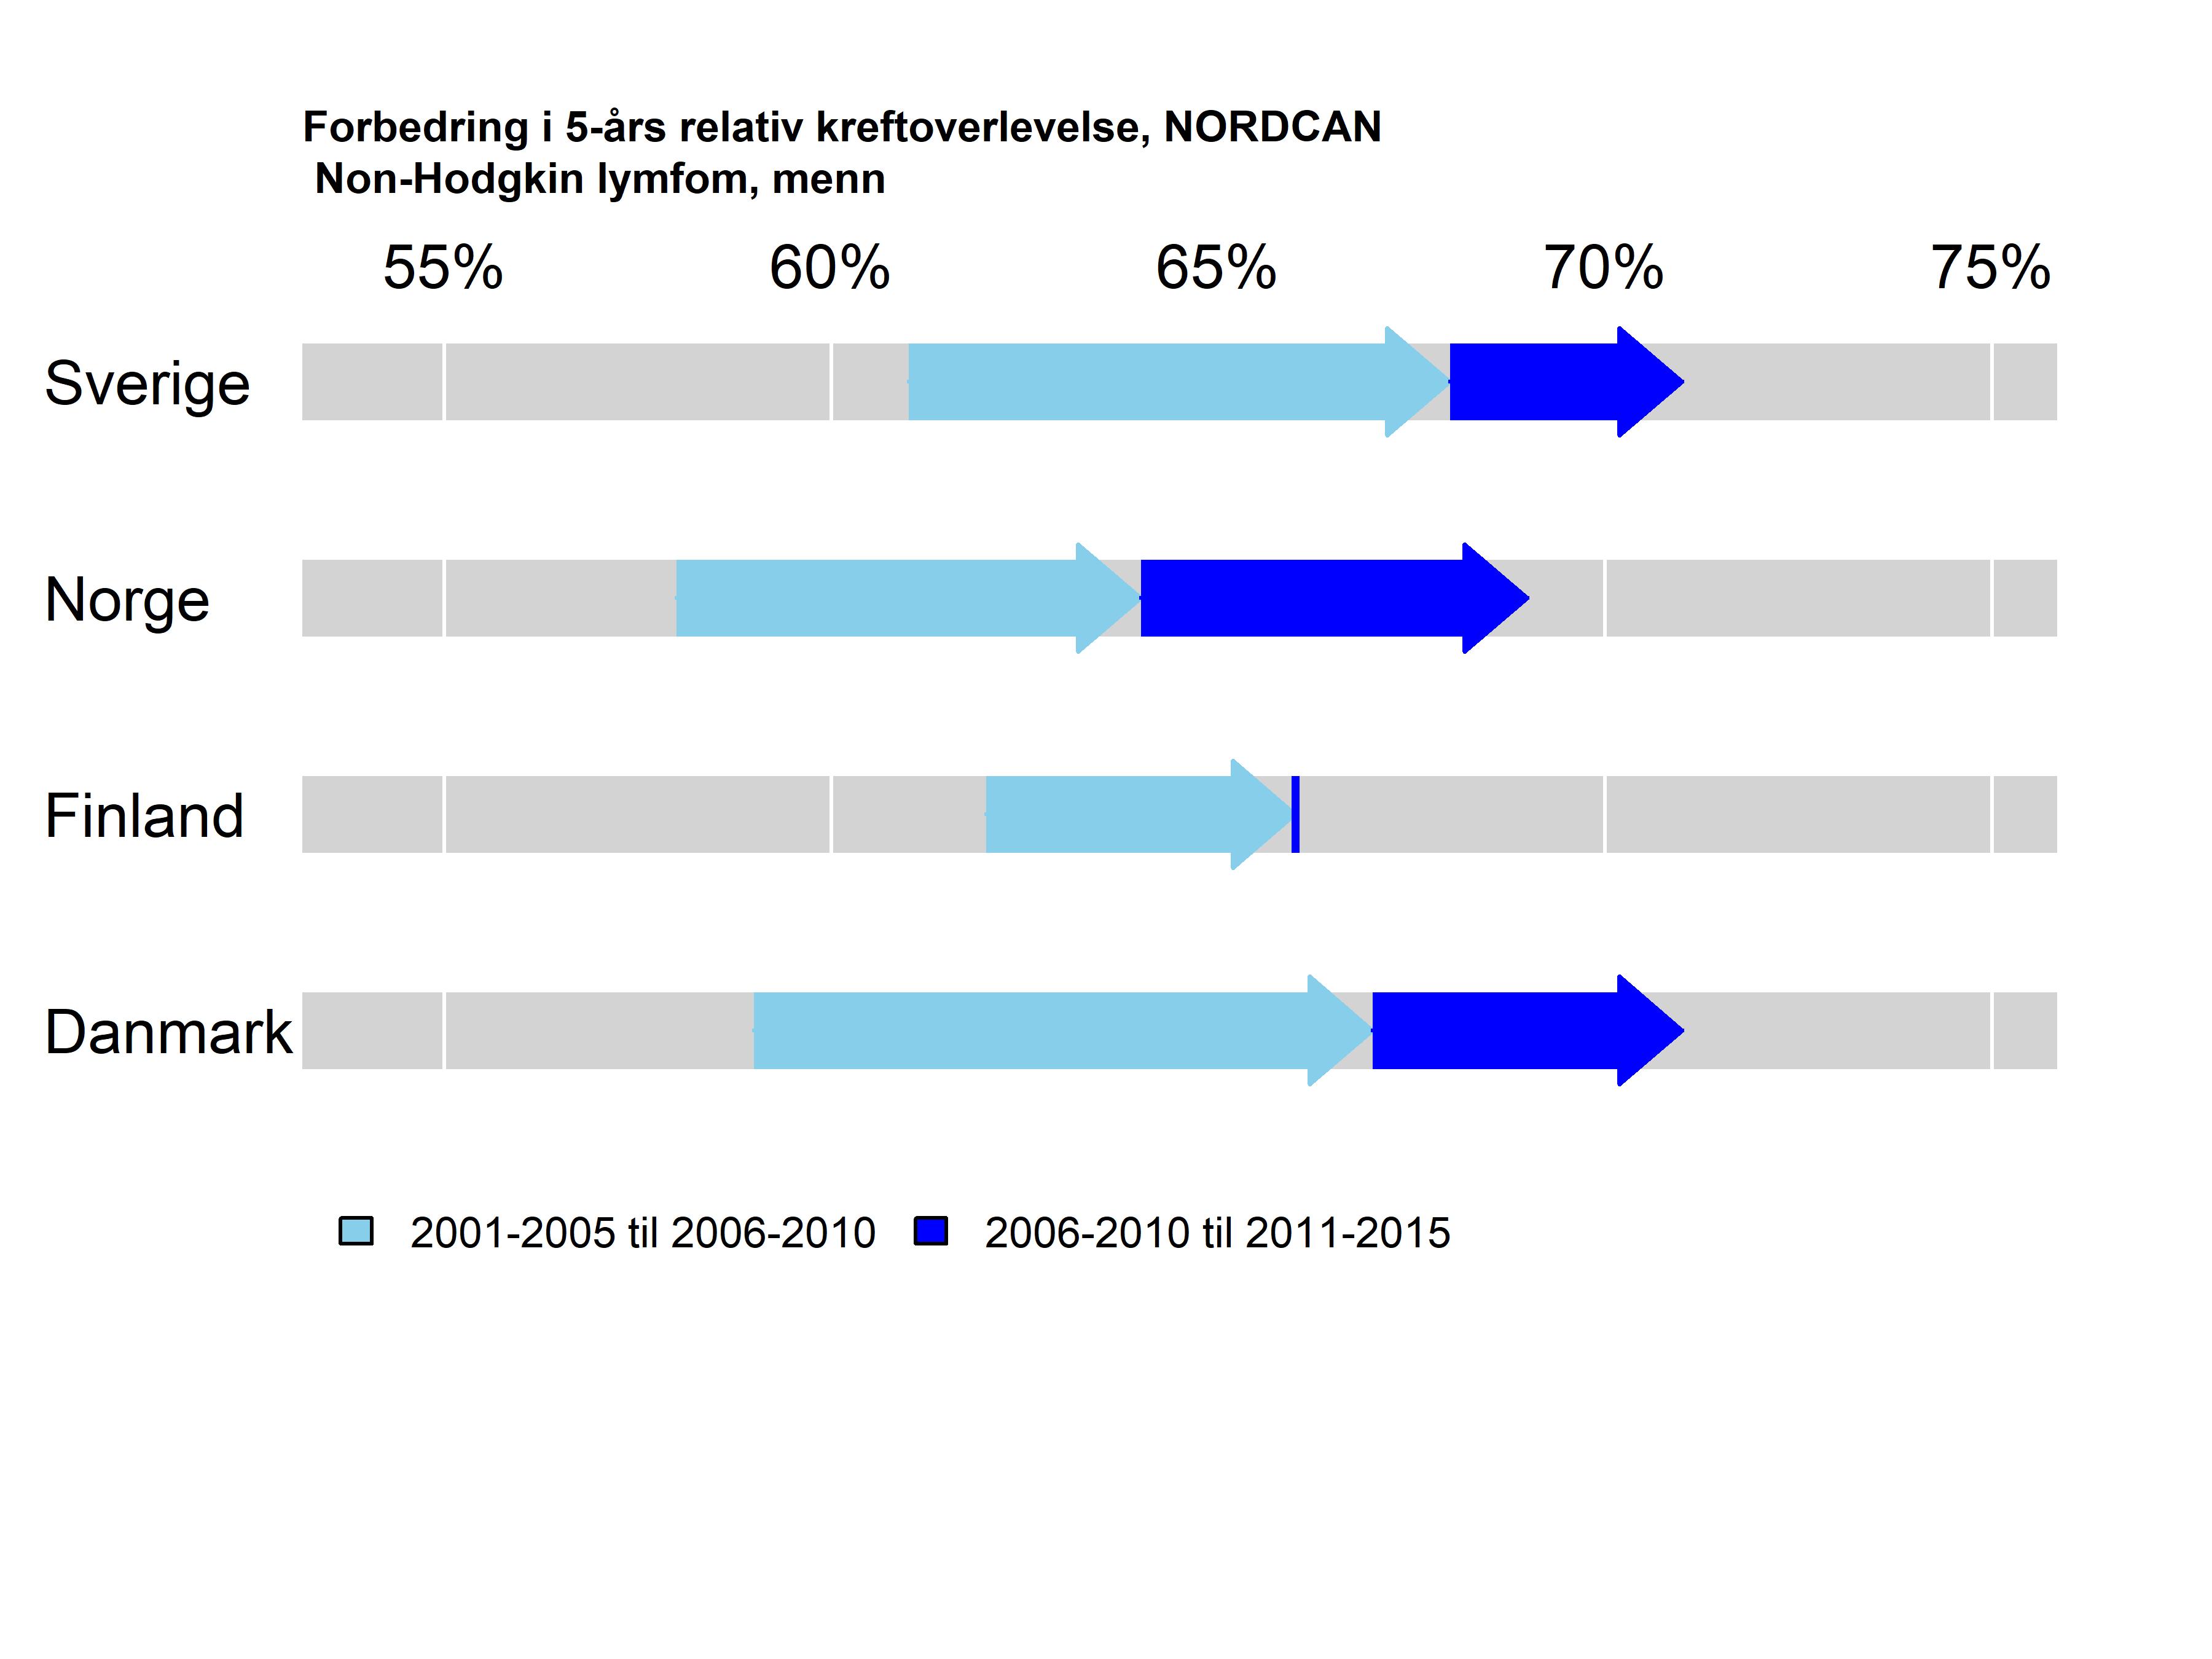 Forbedring i 5-års relativ kreftoverlevelse, NORDCAN
Non-Hodgkin lymfom, menn
55% 60% 65% 70% 75%
Sverige
Norge
Finland
Danmark
2001-2005 til 2006-2010 2006-2010 til 2011-2015